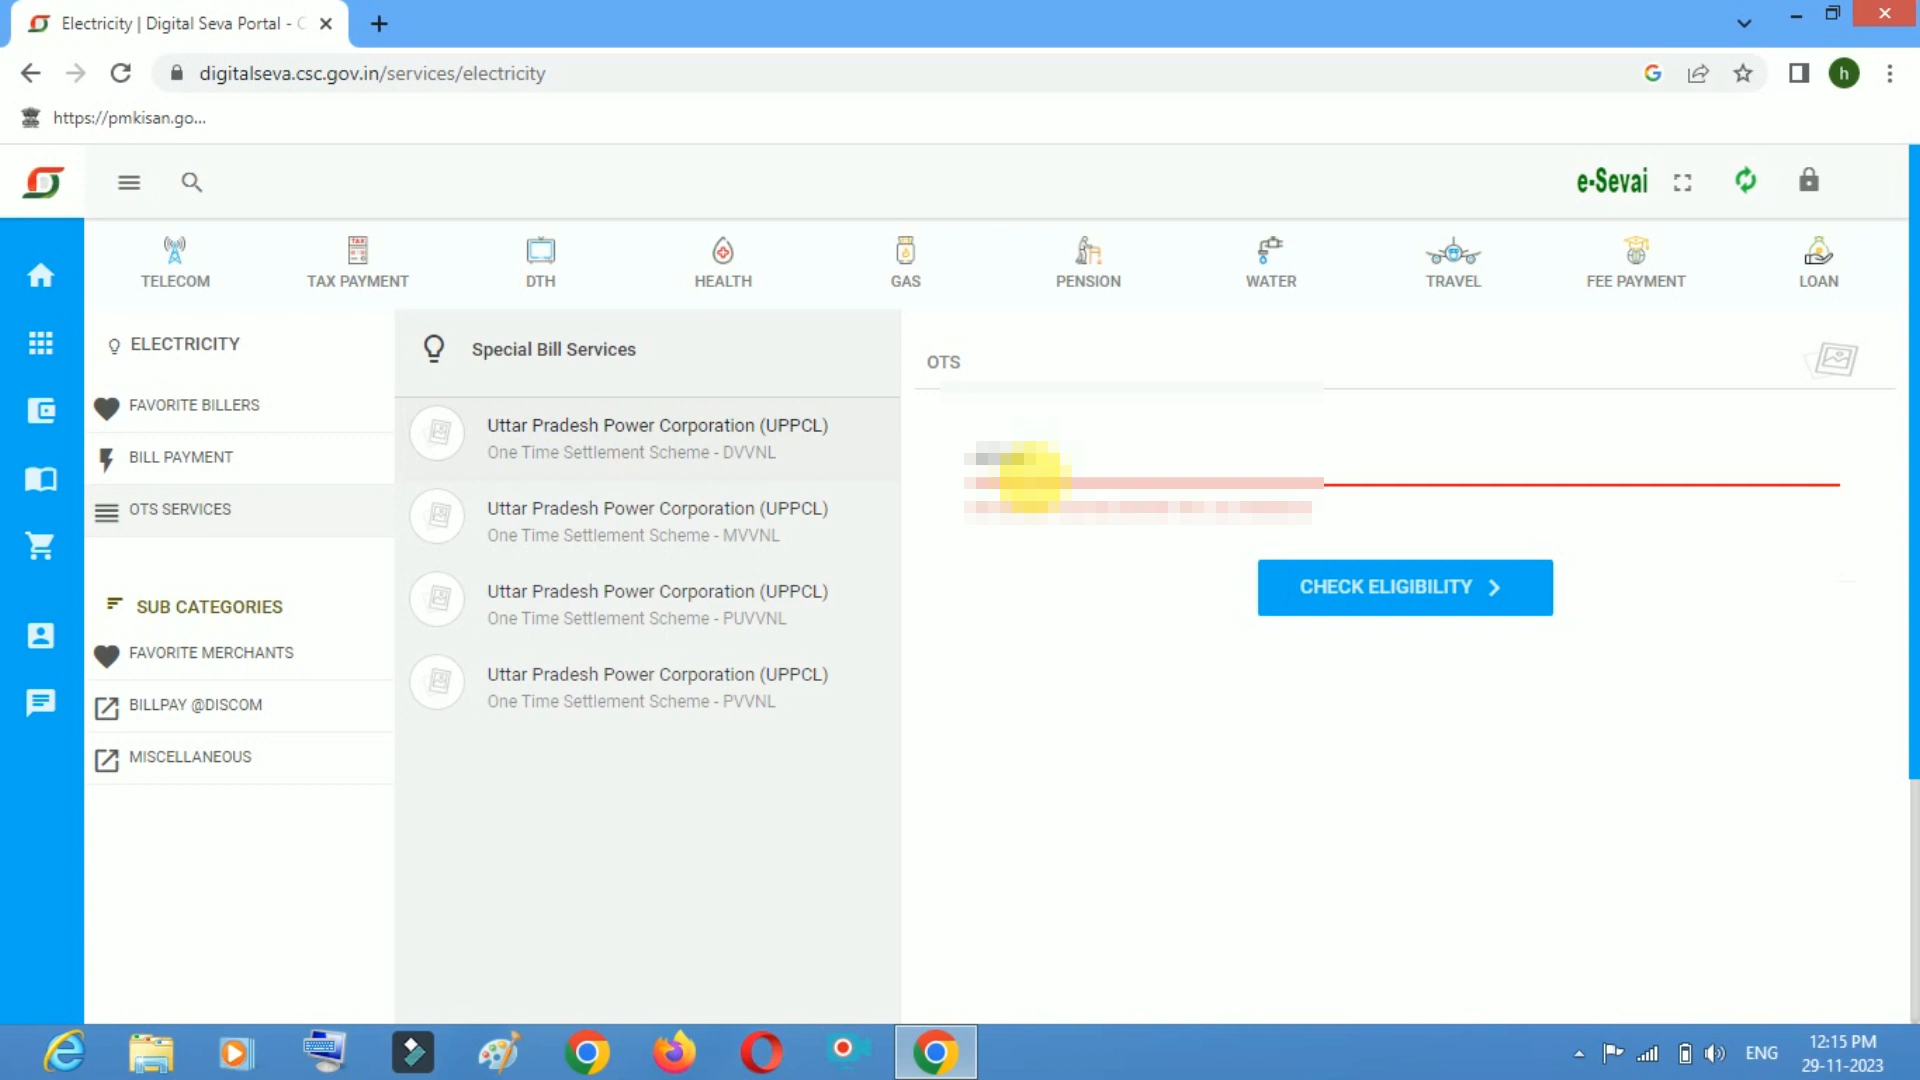 Electricity | Digital Seva Portal - C
digitalseva.csc.gov.in/services/electricity
h
https://pmkisan.go...
e-Sevai
TELECOM
TAX PAYMENT
DTH
HEALTH
GAS
PENSION
WATER
TRAVEL
FEE PAYMENT
LOAN
ELECTRICITY
FAVORITE BILLERS
BILL PAYMENT
OTS SERVICES
SUB CATEGORIES
FAVORITE MERCHANTS
BILLPAY @DISCOM
MISCELLANEOUS
Special Bill Services
Uttar Pradesh Power Corporation (UPPCL)
One Time Settlement Scheme - DVVNL
Uttar Pradesh Power Corporation (UPPCL)
One Time Settlement Scheme - MVVNL
Uttar Pradesh Power Corporation (UPPCL)
One Time Settlement Scheme - PUVVNL
Uttar Pradesh Power Corporation (UPPCL)
One Time Settlement Scheme - PVVNL
OTS
CHECK ELIGIBILITY
ENG
12:15 PM
29-11-2023